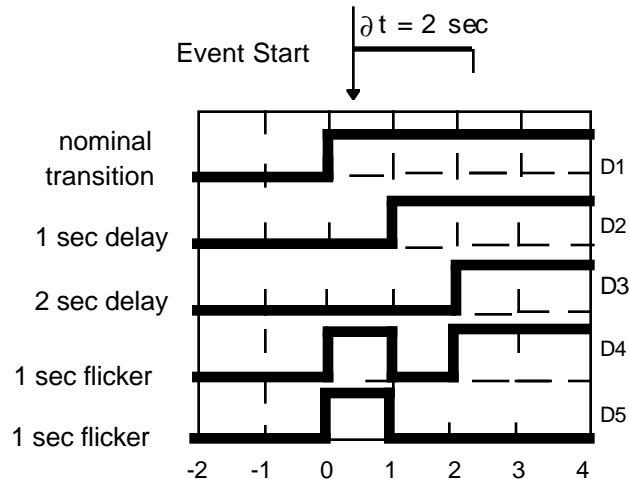 ∂ t = 2 sec
Event Start
nominal
transition
D1
1 sec delay
D2
2 sec delay
D3
1 sec flicker
D4
1 sec flicker
D5
-2 -1 0 1 2 3 4